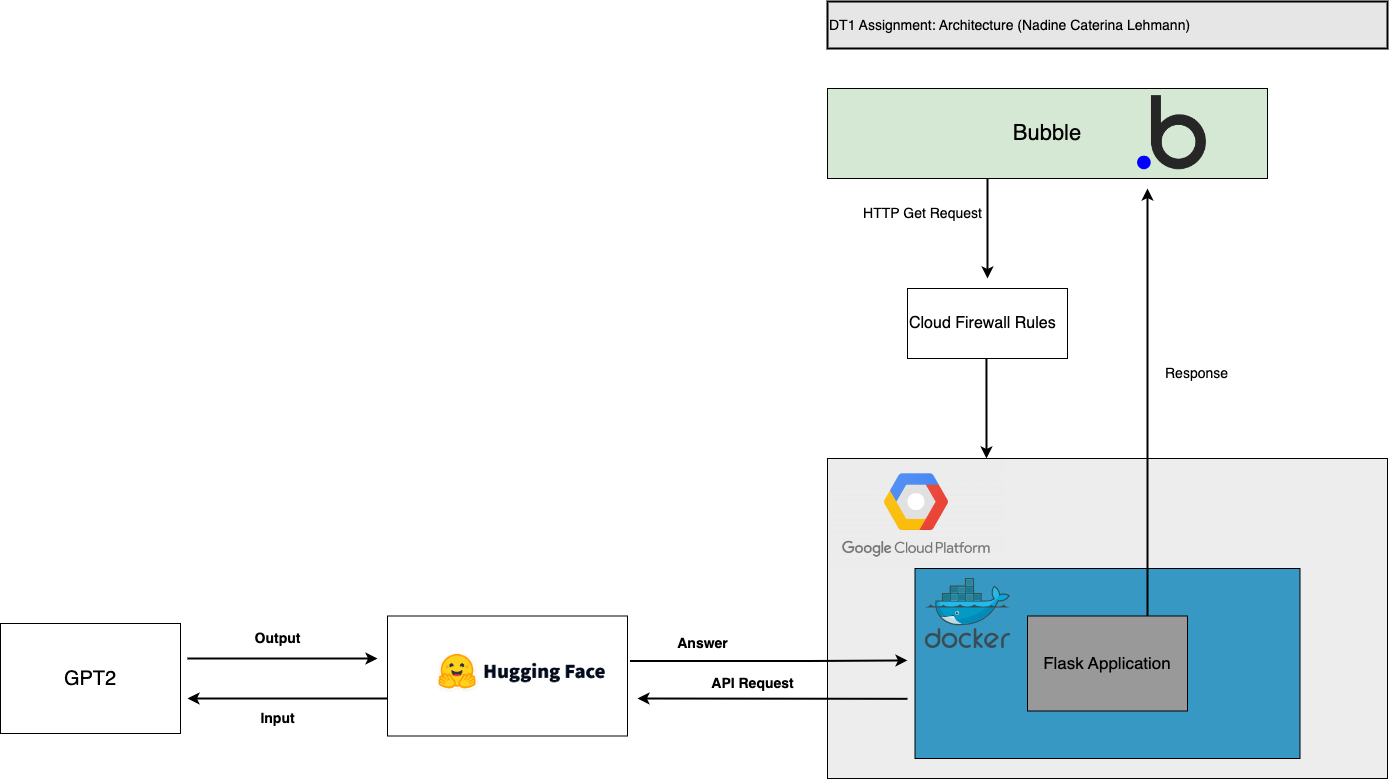 DT1 Assignment: Architecture (Nadine Caterina Lehmann)
Bubble
b
HTTP Get Request
Cloud Firewall Rules
Response
Google Cloud Platform
docker
Flask Application
Answer
API Request
Hugging Face
Output
Input
GPT2